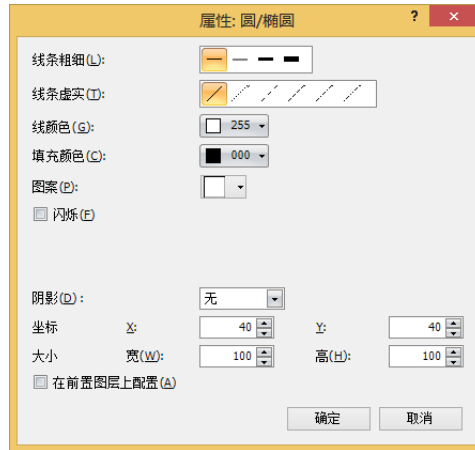 属性: 圆/椭圆 ? ×
线条粗细(L):
线条虚实(T):
线颜色(G): 255
填充颜色(C): 000
图案(P):
闪烁(F)
阴影(D) : 无
坐标 X: 40 Y: 40
大小 宽(W): 100 高(H): 100
在前置图层上配置(A)
确定 取消